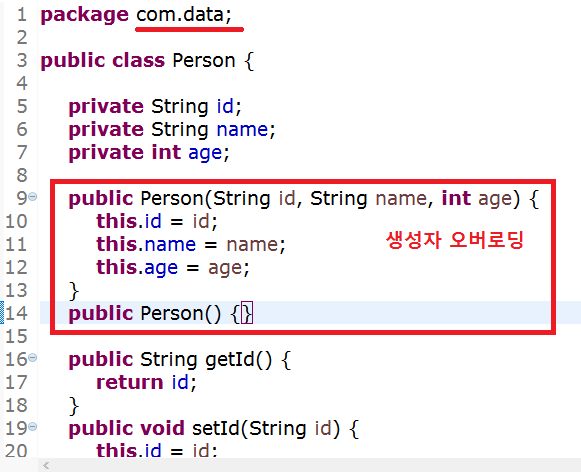 1 package com.data;
2
3 public class Person {
4
5 private String id;
6 private String name;
7 private int age;
8
9 public Person(String id, String name, int age) {
10 this.id = id;
11 this.name = name;
생성자 오버로딩
12 this.age = age;
13 }
14 public Person() {}
15
16 public String getId() {
17 return id;
18 }
19 public void setId(String id) {
20 this.id = id;